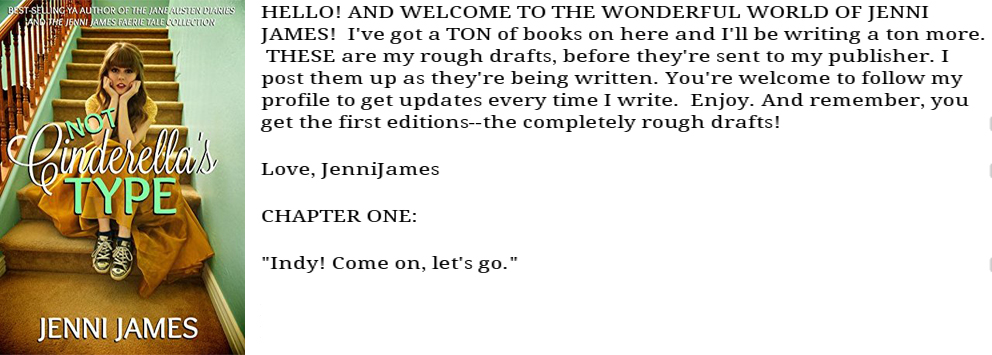 BEST-SELLING YA AUTHOR OF THE JANE AUSTEN DIARIES
AND THE JENNI JAMES FAERIE TALE COLLECTION
NOT
Cinderella's
TYPE
JENNI JAMES
HELLO! AND WELCOME TO THE WONDERFUL WORLD OF JENNI
JAMES!  I've got a TON of books on here and I'll be writing a ton more.
THESE are my rough drafts, before they're sent to my publisher. I
post them up as they're being written. You're welcome to follow my
profile to get updates every time I write.  Enjoy. And remember, you
get the first editions--the completely rough drafts!
Love, JenniJames
CHAPTER ONE:
"Indy! Come on, let's go."